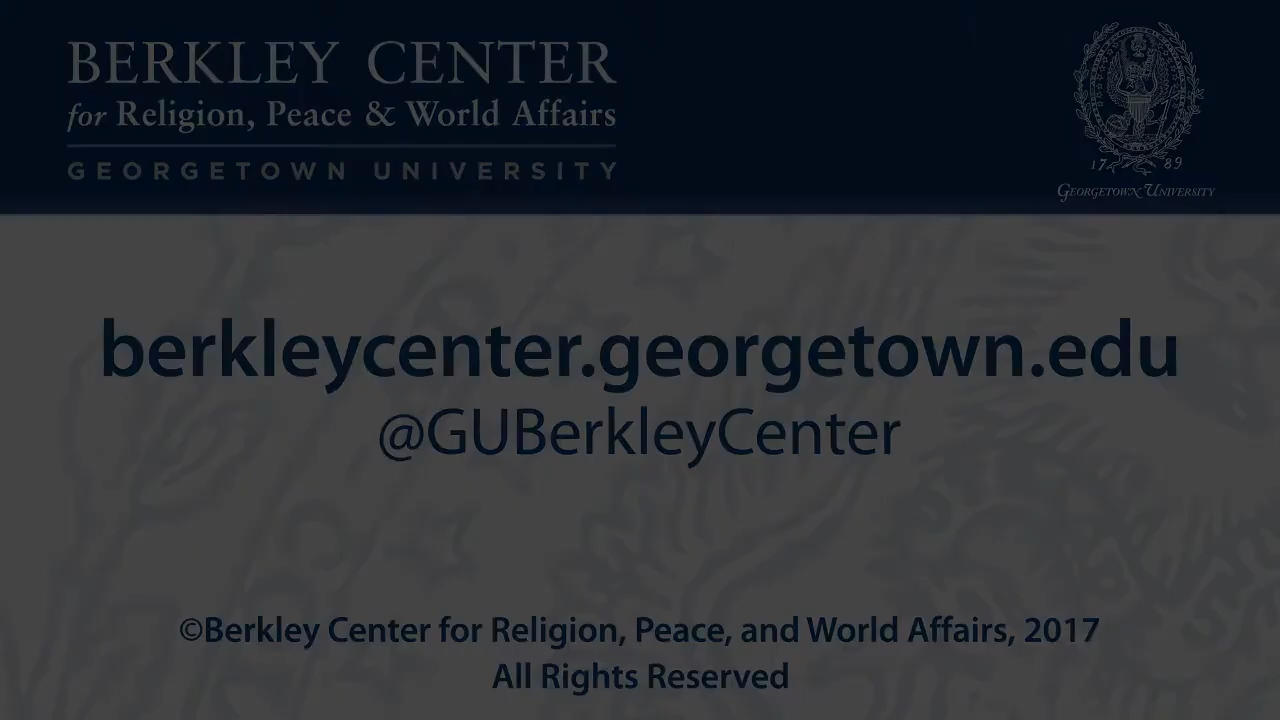 BERKLEY CENTER
for Religion, Peace & World Affairs
GEORGETOWN UNIVERSITY
17 89
GEORGETOWN UNIVERSITY
berkleycenter.georgetown.edu
@GUBerkleyCenter
©Berkley Center for Religion, Peace, and World Affairs, 2017
All Rights Reserved